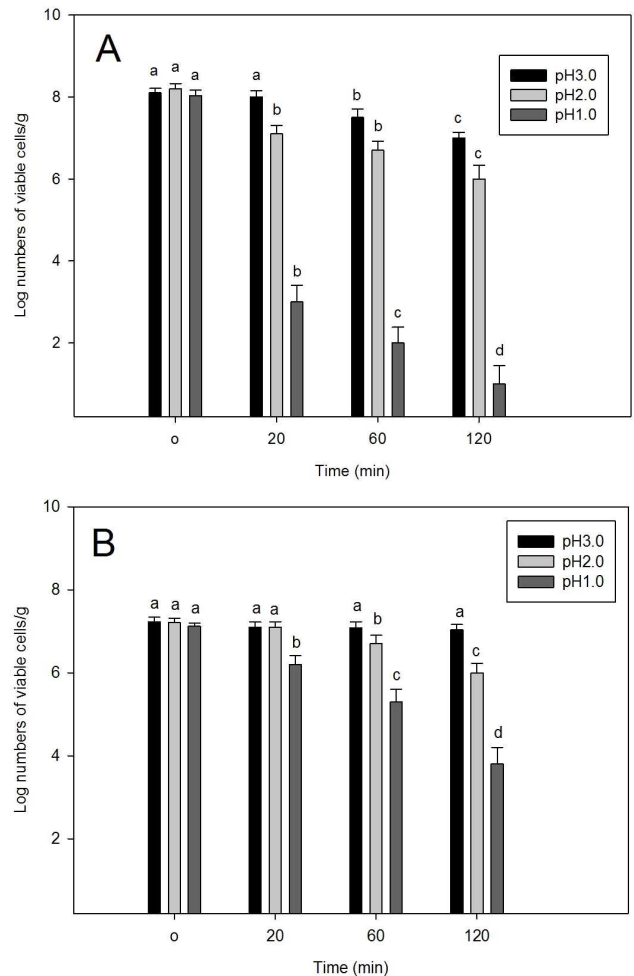 10
A
pH3.0
pH2.0
pH1.0
a a a a
b b b
8
c c
6
4
b
c
2
d
Log numbers of viable cells/g
o 20 60 120
Time (min)
10
B
pH3.0
pH2.0
pH1.0
8
a a a a a a a
b b
c
6
c
d
4
2
Log numbers of viable cells/g
o 20 60 120
Time (min)